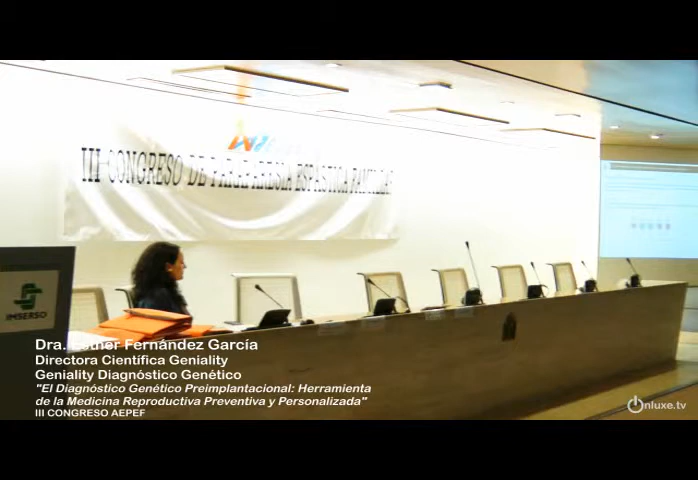 III CONGRESO DE PARAPARESIA ESPASTICA FAMILIAR
IMSERSO
Dra. Esther Fernández García
Directora Científica Geniality
Geniality Diagnóstico Genético
"El Diagnóstico Genético Preimplantacional: Herramienta
de la Medicina Reproductiva Preventiva y Personalizada"
III CONGRESO AEPEF
Onluxe.tv